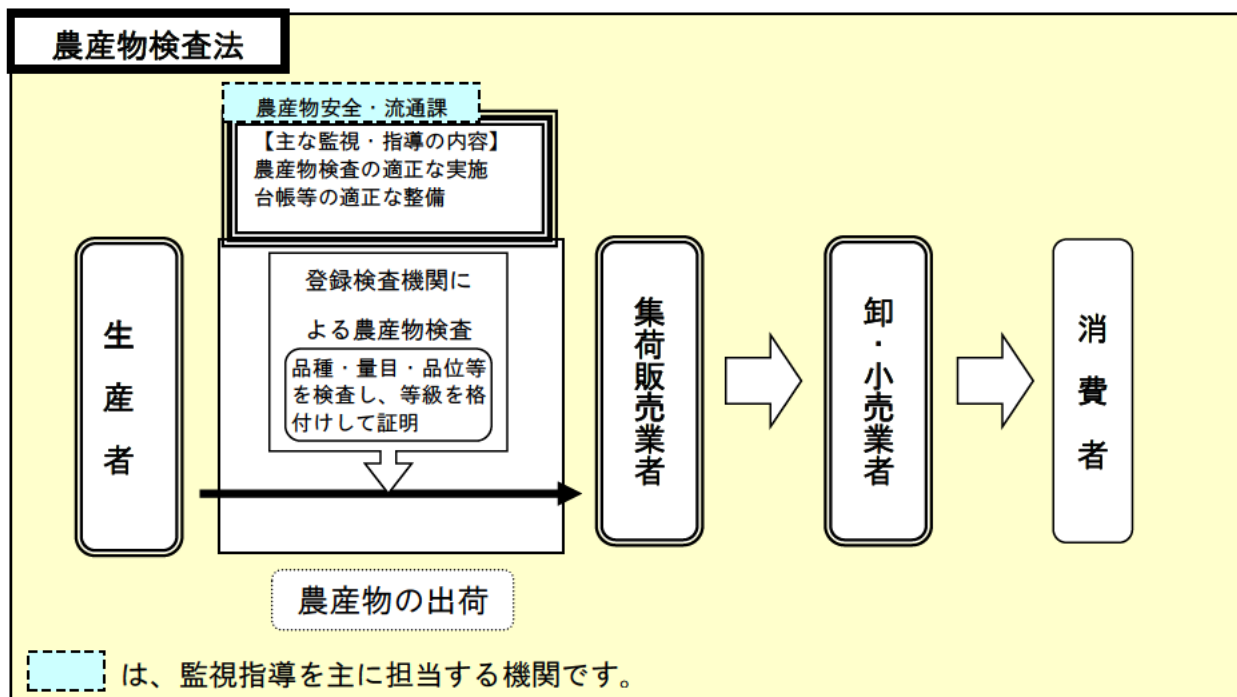 農産物検査法
農産物安全・流通課
【主な監視・指導の内容】
農産物検査の適正な実施
台帳等の適正な整備
生産者
登録検査機関に
よる農産物検査
品種・量目・品位等
を検査し、等級を格
付けして証明
集荷販売業者
卸・小売業者
消費者
農産物の出荷
は、監視指導を主に担当する機関です。